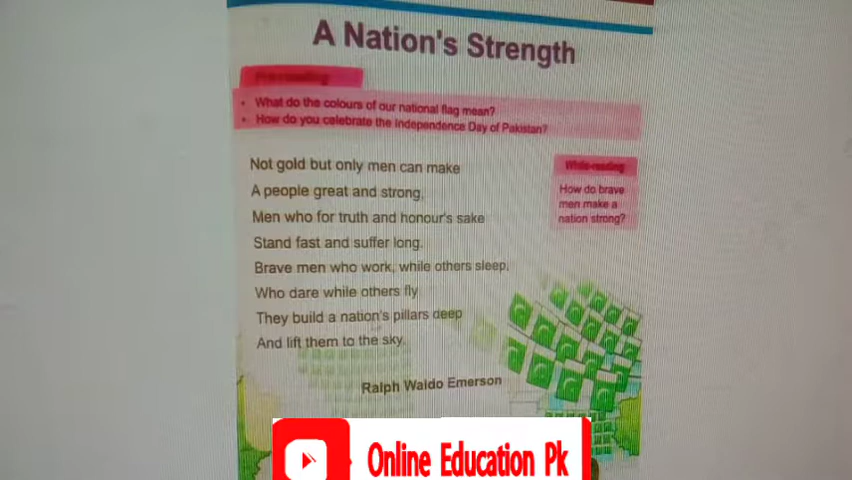 A Nation's Strength
Pre-reading
• What do the colours of our national flag mean?
• How do you celebrate the Independence Day of Pakistan?
Not gold but only men can make
A people great and strong,
Men who for truth and honour's sake
Stand fast and suffer long.
Brave men who work, while others sleep,
Who dare while others fly
They build a nation's pillars deep
And lift them to the sky.
Ralph Waldo Emerson
While-reading
How do brave
men make a
nation strong?
Online Education Pk